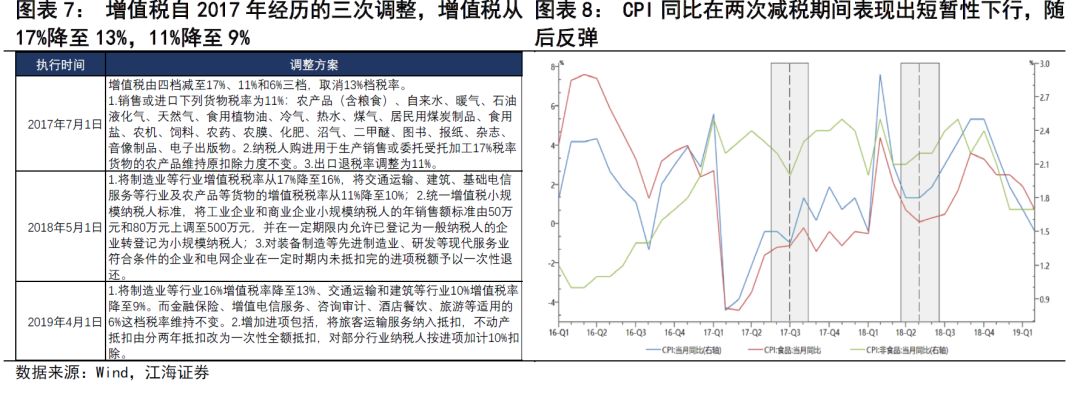 图表 7： 增值税自 2017 年经历的三次调整，增值税从
17%降至 13%，11%降至 9%
执行时间 调整方案
2017年7月1日
增值税由四档减至17%、11%和6%三档，取消13%档税率。
1.销售或进口下列货物税率为11%：农产品（含粮食）、自来水、暖气、石油
液化气、天然气、食用植物油、冷气、热水、煤气、居民用煤炭制品、食用
盐、农机、饲料、农药、农膜、化肥、沼气、二甲醚、图书、报纸、杂志、
音像制品、电子出版物。2.纳税人购进用于生产销售或委托受托加工17%税率
货物的农产品维持原扣除力度不变。3.出口退税率调整为11%。
2018年5月1日
1.将制造业等行业增值税税率从17%降至16%，将交通运输、建筑、基础电信
服务等行业及农产品等货物的增值税税率从11%降至10%；2.统一增值税小规
模纳税人标准，将工业企业和商业企业小规模纳税人的年销售额标准由50万
元和80万元上调至500万元，并在一定期限内允许已登记为一般纳税人的企
业转登记为小规模纳税人；3.对装备制造等先进制造业、研发等现代服务业
符合条件的企业和电网企业在一定时期内未抵扣完的进项税额予以一次性退
还。
2019年4月1日
1.将制造业等行业16%增值税率降至13%、交通运输和建筑等行业10%增值税率
降至9%。而金融保险、增值电信服务、咨询审计、酒店餐饮、旅游等适用的
6%这档税率维持不变。2.增加进项包括，将旅客运输服务纳入抵扣，不动产
抵扣由分两年抵扣改为一次性全额抵扣，对部分行业纳税人按进项加计10%扣
除。
数据来源：Wind，江海证券
图表 8： CPI 同比在两次减税期间表现出短暂性下行，随
后反弹
% %
8
6
4
2
0
-2
-4
3.0
2.7
2.4
2.1
1.8
1.5
1.2
0.9
16-Q1 16-Q2 16-Q3 16-Q4 17-Q1 17-Q2 17-Q3 17-Q4 18-Q1 18-Q2 18-Q3 18-Q4 19-Q1
CPI:当月同比(右轴) CPI:食品:当月同比 CPI:非食品:当月同比(右轴)